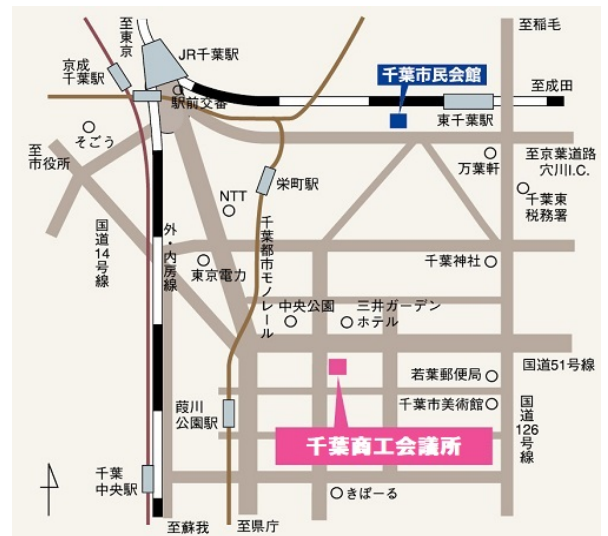 至東京
至稲毛
JR千葉駅
京成
千葉駅
千葉市民会館
至成田
駅前交番
東千葉駅
そごう
至
市役所
万葉軒
至京葉道路
穴川I.C.
栄町駅
NTT
千葉東
税務署
国道14号線
外・内房線
千葉都市モノレール
東京電力
千葉神社
中央公園
三井ガーデン
ホテル
国道51号線
若葉郵便局
千葉市美術館
国道126号線
葭川
公園駅
千葉商工会議所
千葉
中央駅
きぼーる
至蘇我
至県庁